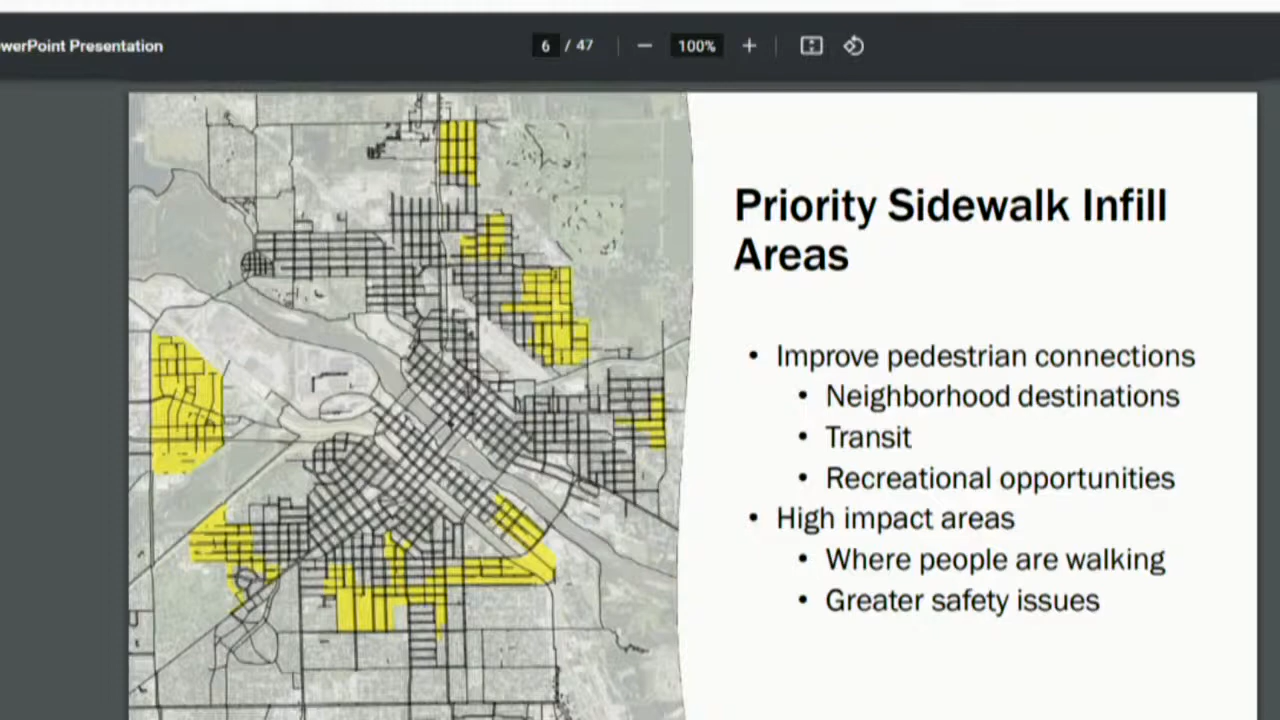 owerPoint Presentation
6 / 47
100%
Priority Sidewalk Infill
Areas
• Improve pedestrian connections
• Neighborhood destinations
• Transit
• Recreational opportunities
• High impact areas
• Where people are walking
• Greater safety issues